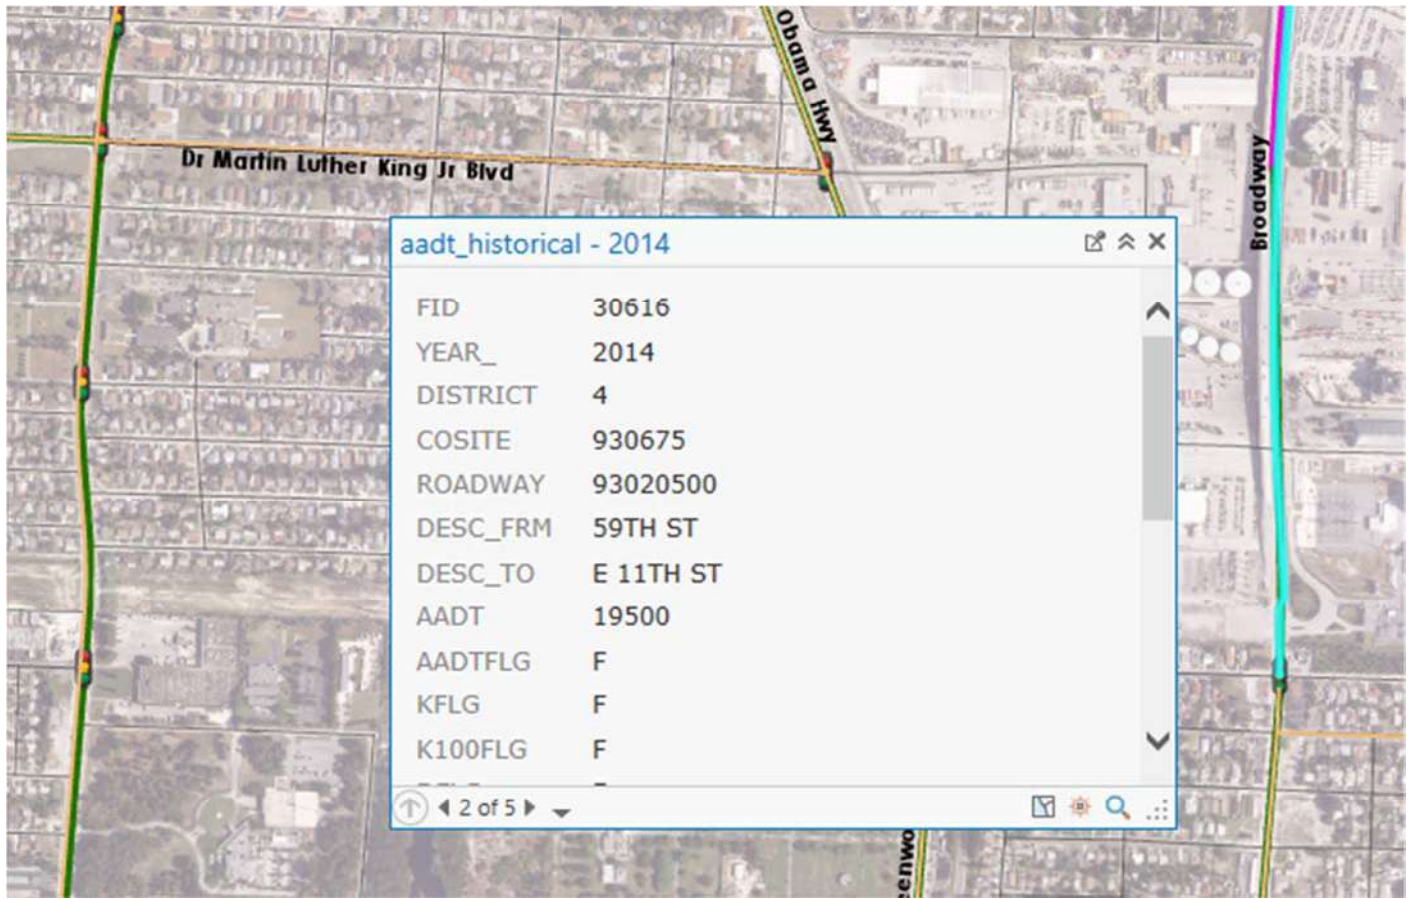 Obama Hwy
Dr Martin Luther King Jr Blvd
Broadway
aadt_historical - 2014
FID 30616
YEAR_ 2014
DISTRICT 4
COSITE 930675
ROADWAY 93020500
DESC_FRM 59TH ST
DESC_TO E 11TH ST
AADT 19500
AADTFLG F
KFLG F
K100FLG F
2 of 5
eenwo